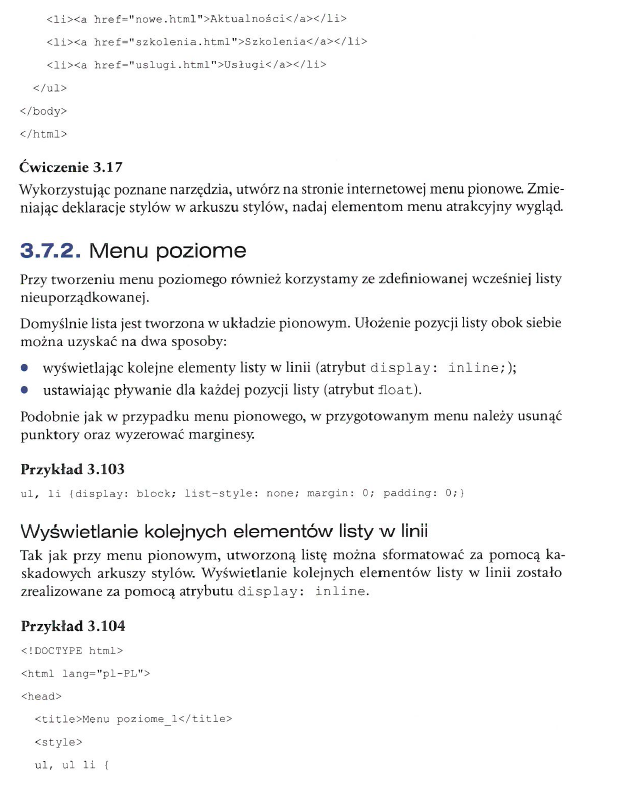 <li><a href="nowe.html">Aktualności</a></li>
<li><a href="szkolenia.html">Szkolenia</a></li>
<li><a href="uslugi.html">Usługi</a></li>
</ul>
</body>
</html>
Ćwiczenie 3.17
Wykorzystując poznane narzędzia, utwórz na stronie internetowej menu pionowe. Zmie-
niając deklaracje stylów w arkuszu stylów, nadaj elementom menu atrakcyjny wygląd.
3.7.2. Menu poziome
Przy tworzeniu menu poziomego również korzystamy ze zdefiniowanej wcześniej listy
nieuporządkowanej.
Domyślnie lista jest tworzona w układzie pionowym. Ułożenie pozycji listy obok siebie
można uzyskać na dwa sposoby:
● wyświetlając kolejne elementy listy w linii (atrybut display: inline;);
● ustawiając pływanie dla każdej pozycji listy (atrybut float).
Podobnie jak w przypadku menu pionowego, w przygotowanym menu należy usunąć
punktory oraz wyzerować marginesy.
Przykład 3.103
ul, li {display: block; list-style: none; margin: 0; padding: 0;}
Wyświetlanie kolejnych elementów listy w linii
Tak jak przy menu pionowym, utworzoną listę można sformatować za pomocą ka-
skadowych arkuszy stylów. Wyświetlanie kolejnych elementów listy w linii zostało
zrealizowane za pomocą atrybutu display: inline.
Przykład 3.104
<!DOCTYPE html>
<html lang="pl-PL">
<head>
<title>Menu poziome_1</title>
<style>
ul, ul li {